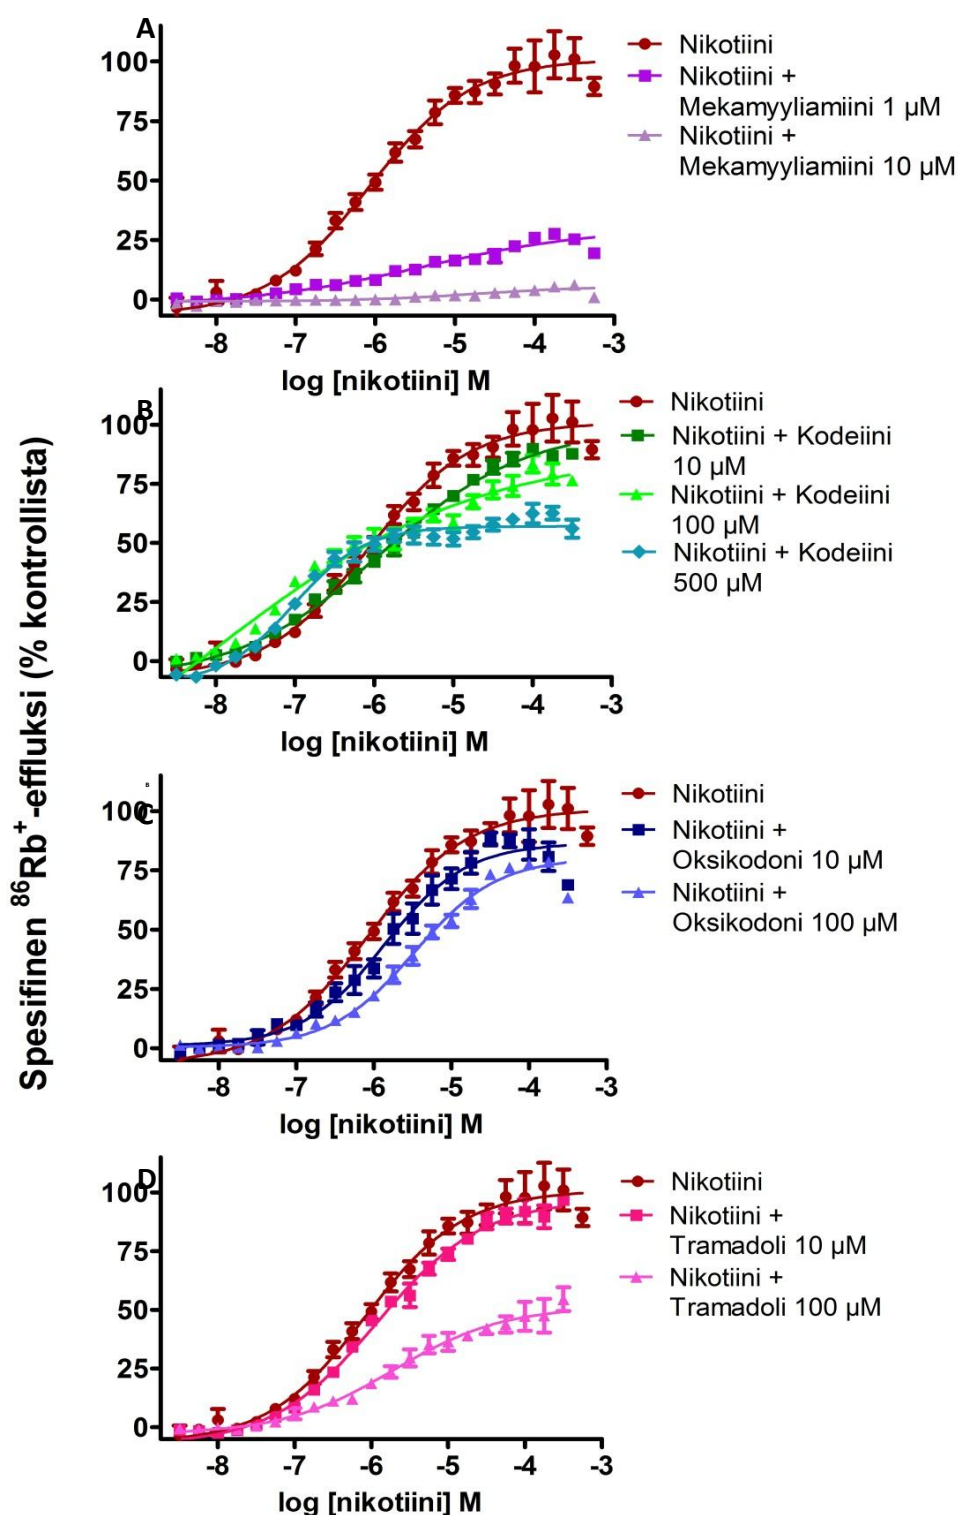 Spesifinen ⁸⁶Rb⁺-effluksi (% kontrollista)
A
100
75
50
25
0
-8 -7 -6 -5 -4 -3
log [nikotiini] M
Nikotiini
Nikotiini +
Mekamyyliamiini 1 µM
Nikotiini +
Mekamyyliamiini 10 µM
B
100
75
50
25
0
-8 -7 -6 -5 -4 -3
log [nikotiini] M
Nikotiini
Nikotiini + Kodeiini
10 µM
Nikotiini + Kodeiini
100 µM
Nikotiini + Kodeiini
500 µM
C
100
75
50
25
0
-8 -7 -6 -5 -4 -3
log [nikotiini] M
Nikotiini
Nikotiini +
Oksikodoni 10 µM
Nikotiini +
Oksikodoni 100 µM
D
100
75
50
25
0
-8 -7 -6 -5 -4 -3
log [nikotiini] M
Nikotiini
Nikotiini +
Tramadoli 10 µM
Nikotiini +
Tramadoli 100 µM